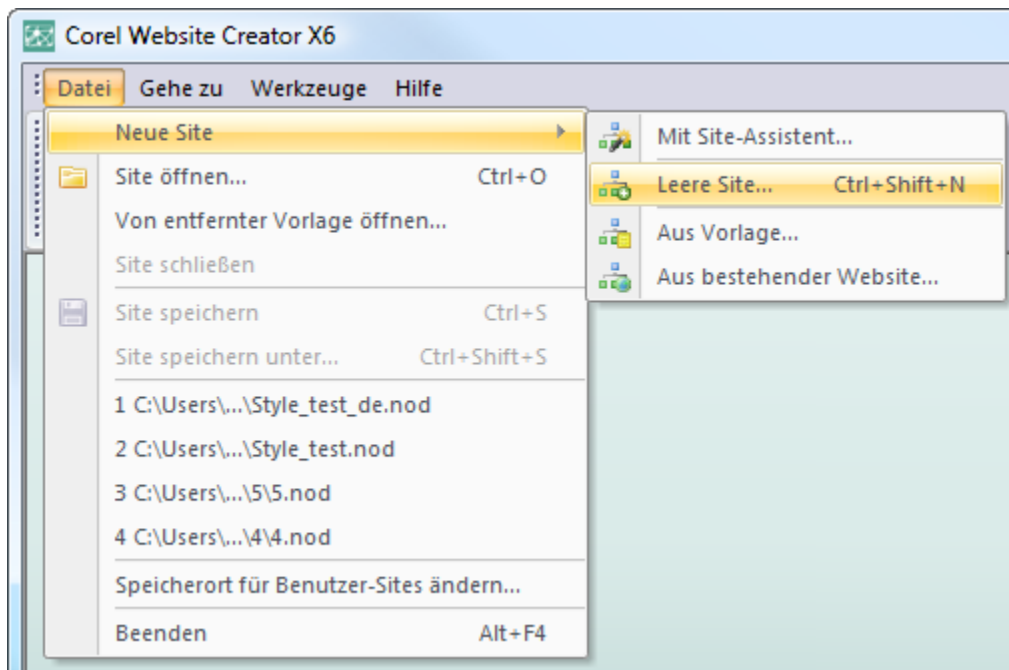 Corel Website Creator X6
Datei Gehe zu Werkzeuge Hilfe
Neue Site
Site öffnen... Ctrl+O
Von entfernter Vorlage öffnen...
Site schließen
Site speichern Ctrl+S
Site speichern unter... Ctrl+Shift+S
1 C:\Users\...\Style_test_de.nod
2 C:\Users\...\Style_test.nod
3 C:\Users\...\5\5.nod
4 C:\Users\...\4\4.nod
Speicherort für Benutzer-Sites ändern...
Beenden Alt+F4
Mit Site-Assistent...
Leere Site... Ctrl+Shift+N
Aus Vorlage...
Aus bestehender Website...